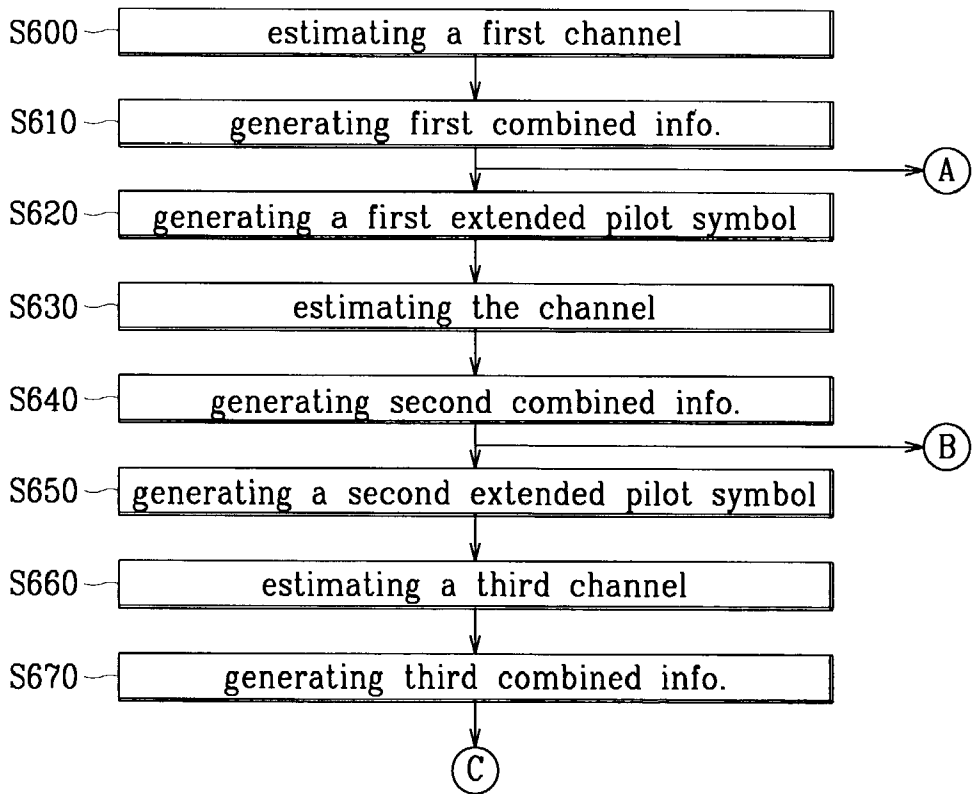 S600 estimating a first channel
S610 generating first combined info.
A
S620 generating a first extended pilot symbol
S630 estimating the channel
S640 generating second combined info.
B
S650 generating a second extended pilot symbol
S660 estimating a third channel
S670 generating third combined info.
C